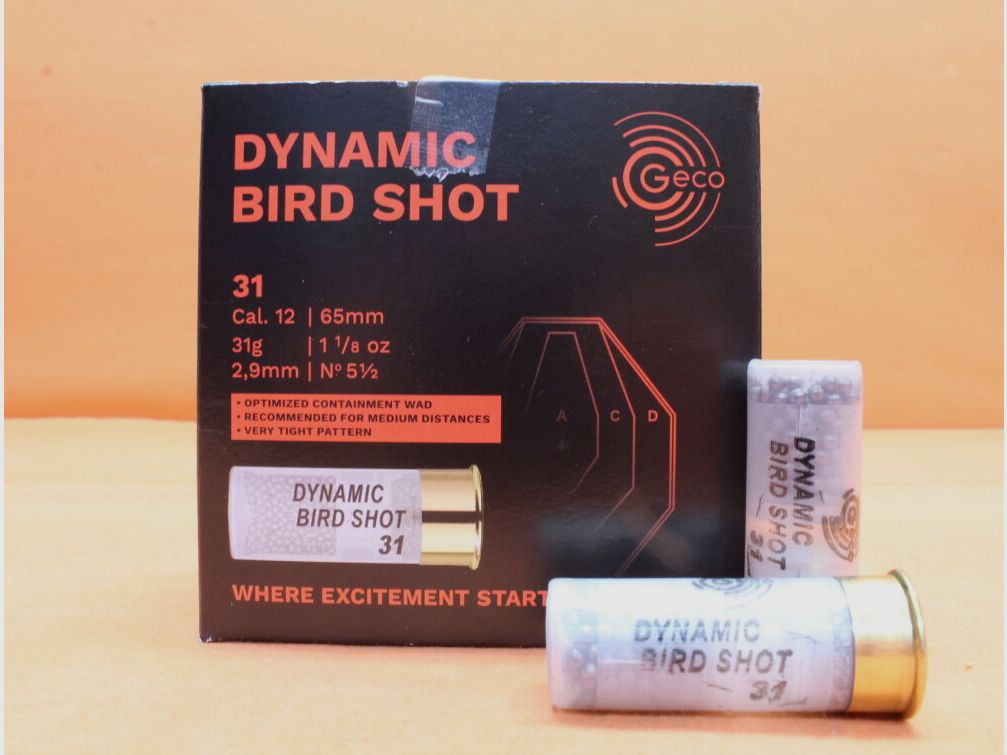 DYNAMIC
BIRD SHOT
Geco
31
Cal. 12 | 65mm
31g | 1 1/8 oz
2,9mm | Nº 5½
• OPTIMIZED CONTAINMENT WAD
• RECOMMENDED FOR MEDIUM DISTANCES
• VERY TIGHT PATTERN
A C D
DYNAMIC
BIRD SHOT
31
WHERE EXCITEMENT START
DYNAMIC
BIRD SHOT
31
Geco
DYNAMIC
BIRD SHOT
31